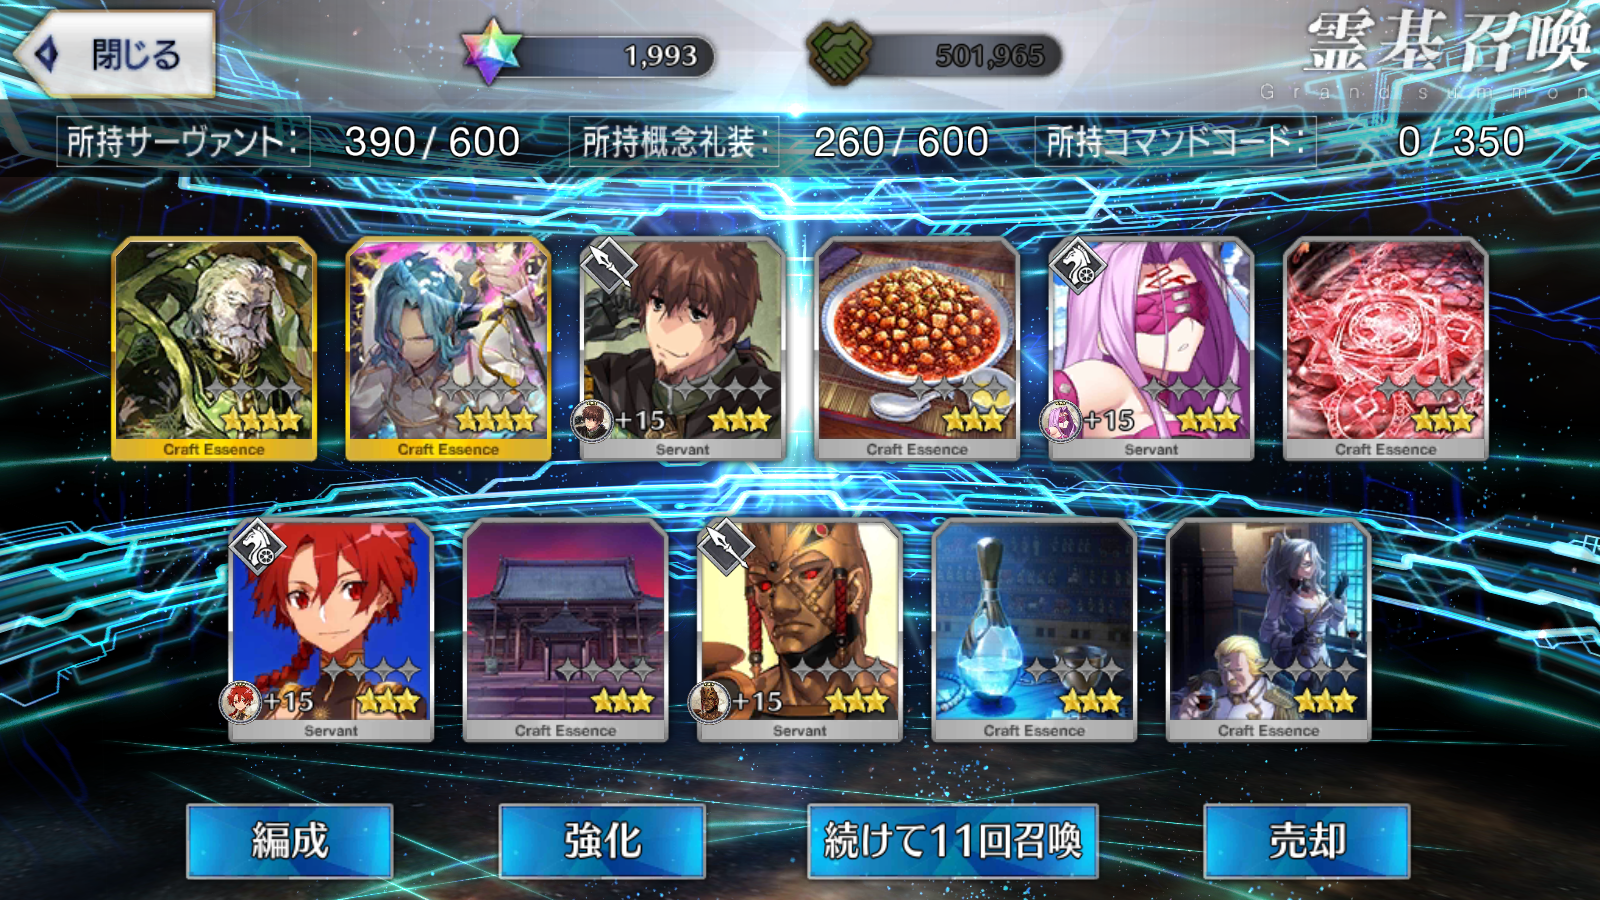 閉じる
1,993
501,965
霊基召喚
Grand summon
所持サーヴァント: 390 / 600
所持概念礼装: 260 / 600
所持コマンドコード: 0 / 350
Craft Essence
Craft Essence
+15
Servant
Craft Essence
+15
Servant
Craft Essence
+15
Servant
Craft Essence
+15
Servant
Craft Essence
Craft Essence
編成
強化
続けて11回召喚
売却